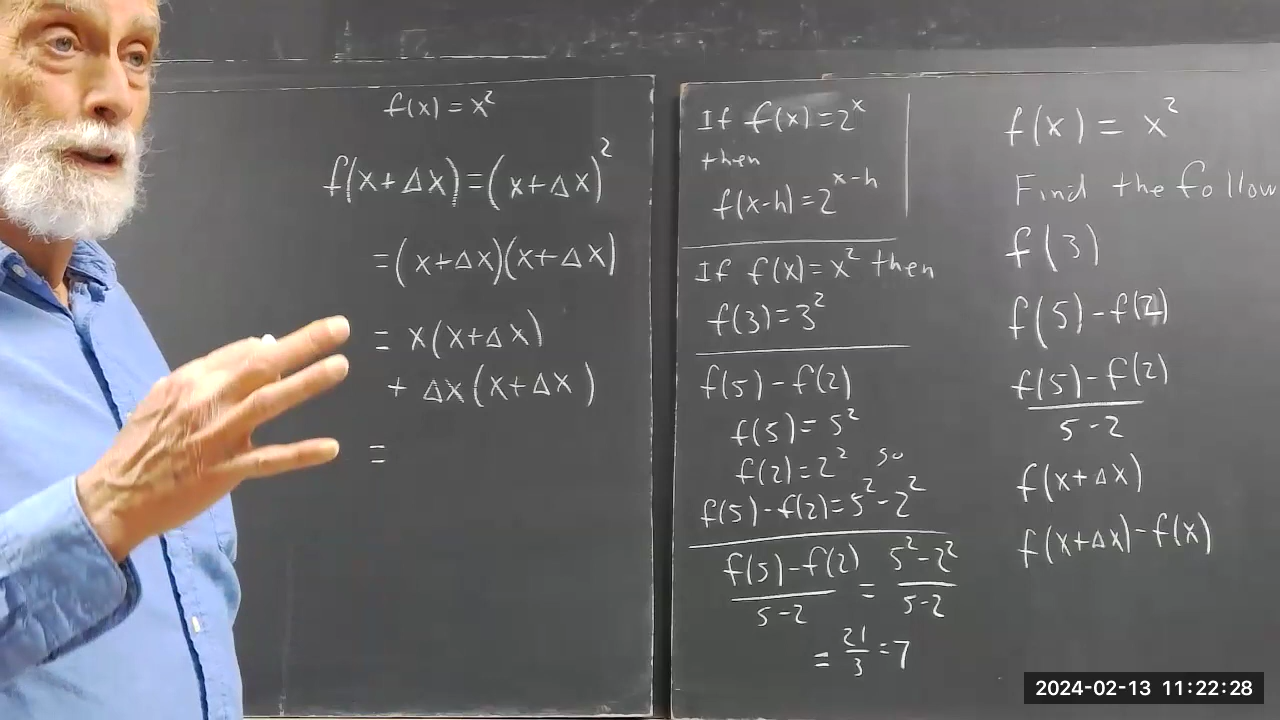 f(x) = x²
f(x+Δx) = (x+Δx)²
= (x+Δx)(x+Δx)
= x(x+Δx)
+ Δx(x+Δx)
=
If f(x) = 2ˣ
then
f(x-h) = 2ˣ⁻ʰ
If f(x) = x² then
f(3) = 3²
f(5) - f(2)
f(5) = 5²
f(2) = 2² so
f(5) - f(2) = 5² - 2²
f(5) - f(2) / 5-2 = 5² - 2² / 5-2
= 21/3 = 7
f(x) = x²
Find the follow
f(3)
f(5) - f(2)
f(5) - f(2) / 5-2
f(x+Δx)
f(x+Δx) - f(x)
2024-02-13 11:22:28